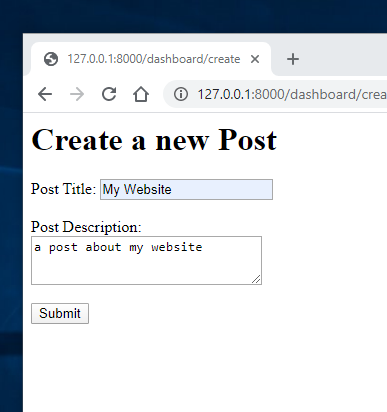 127.0.0.1:8000/dashboard/create
127.0.0.1:8000/dashboard/crea
Create a new Post
Post Title: My Website
Post Description:
a post about my website
Submit